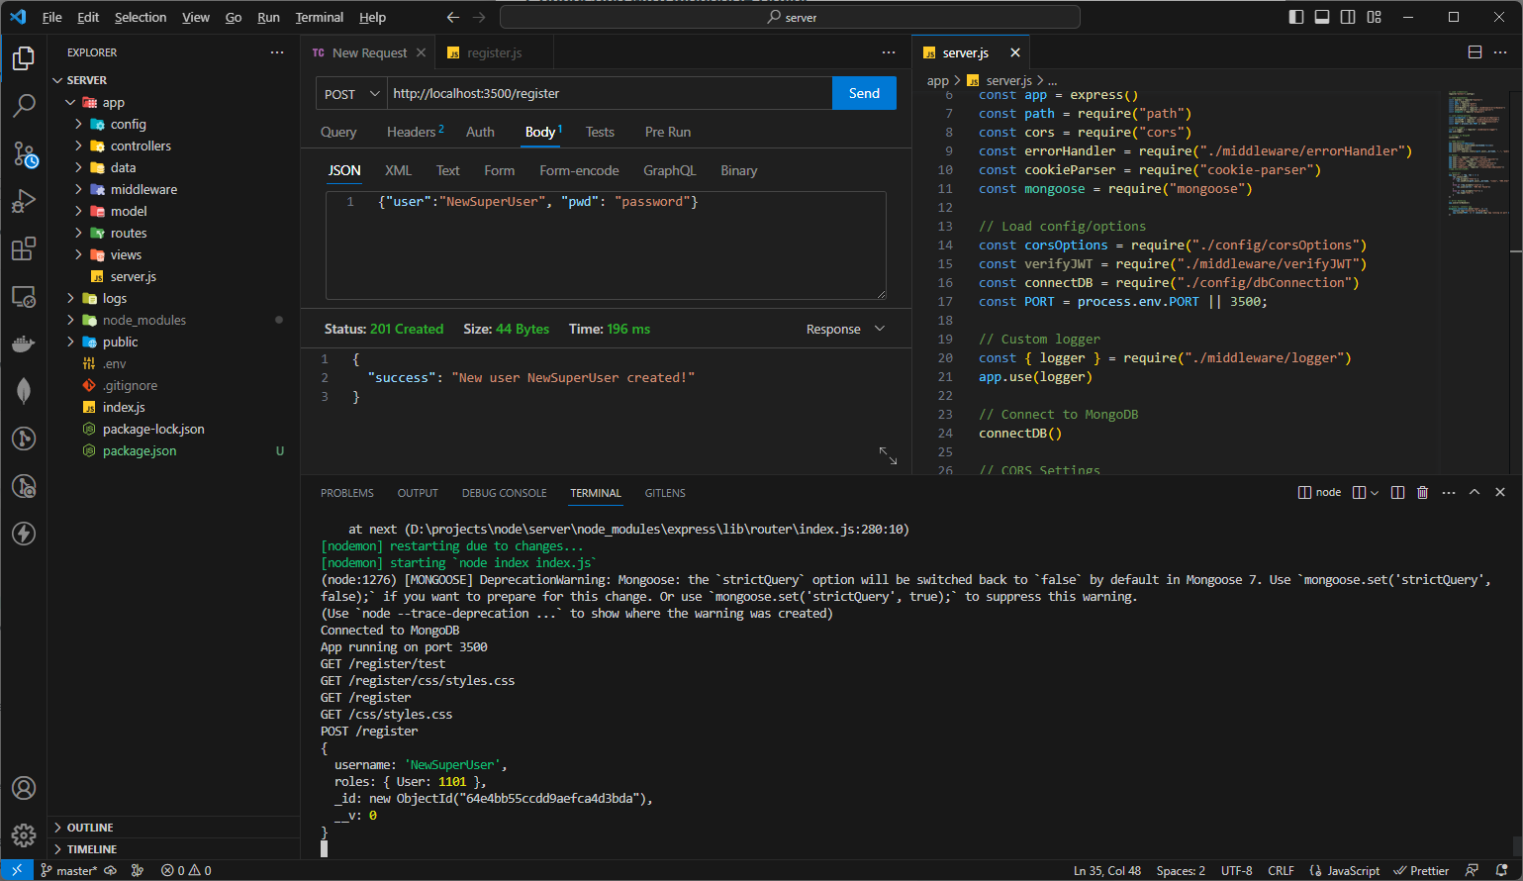 File Edit Selection View Go Run Terminal Help
server
EXPLORER
SERVER
app
config
controllers
data
middleware
model
routes
views
server.js
logs
node_modules
public
.env
.gitignore
index.js
package-lock.json
package.json U
OUTLINE
TIMELINE
TC New Request
JS register.js
POST http://localhost:3500/register Send
Query Headers 2 Auth Body 1 Tests Pre Run
JSON XML Text Form Form-encode GraphQL Binary
1 {"user":"NewSuperUser", "pwd": "password"}
Status: 201 Created Size: 44 Bytes Time: 196 ms Response
1 {
2 "success": "New user NewSuperUser created!"
3 }
JS server.js
app > JS server.js > ...
6 const app = express()
7 const path = require("path")
8 const cors = require("cors")
9 const errorHandler = require("./middleware/errorHandler")
10 const cookieParser = require("cookie-parser")
11 const mongoose = require("mongoose")
12
13 // Load config/options
14 const corsOptions = require("./config/corsOptions")
15 const verifyJWT = require("./middleware/verifyJWT")
16 const connectDB = require("./config/dbConnection")
17 const PORT = process.env.PORT || 3500;
18
19 // Custom logger
20 const { logger } = require("./middleware/logger")
21 app.use(logger)
22
23 // Connect to MongoDB
24 connectDB()
25
26 // CORS Settings
PROBLEMS OUTPUT DEBUG CONSOLE TERMINAL GITLENS
node
at next (D:\projects\node\server\node_modules\express\lib\router\index.js:280:10)
[nodemon] restarting due to changes...
[nodemon] starting `node index index.js`
(node:1276) [MONGOOSE] DeprecationWarning: Mongoose: the `strictQuery` option will be switched back to `false` by default in Mongoose 7. Use `mongoose.set('strictQuery',
false);` if you want to prepare for this change. Or use `mongoose.set('strictQuery', true);` to suppress this warning.
(Use `node --trace-deprecation ...` to show where the warning was created)
Connected to MongoDB
App running on port 3500
GET /register/test
GET /register/css/styles.css
GET /register
GET /css/styles.css
POST /register
{
username: 'NewSuperUser',
roles: { User: 1101 },
_id: new ObjectId("64e4bb55ccdd9aefca4d3bda"),
__v: 0
}
master* 0 0
Ln 35, Col 48 Spaces: 2 UTF-8 CRLF {} JavaScript Prettier